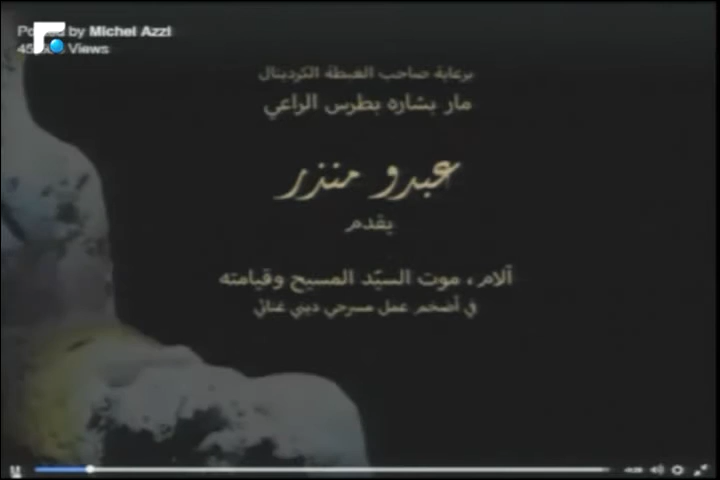 Posted by Michel Azzi
Views
برعاية صاحب الغبطة الكردينال
مار بشاره بطرس الراعي
عبدو منذر
يقدم
آلام، موت السيّد المسيح وقيامته
في أضخم عمل مسرحي ديني غنائي